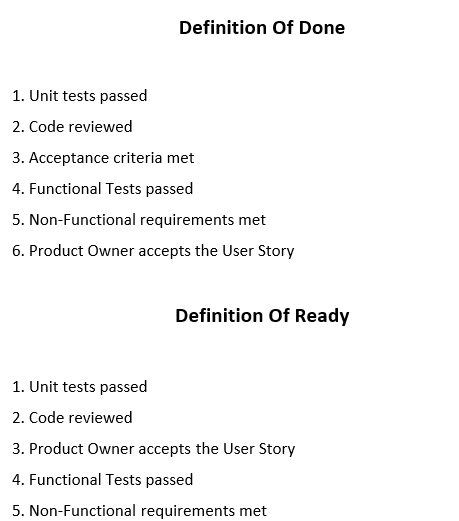 Definition Of Done
1. Unit tests passed
2. Code reviewed
3. Acceptance criteria met
4. Functional Tests passed
5. Non-Functional requirements met
6. Product Owner accepts the User Story
Definition Of Ready
1. Unit tests passed
2. Code reviewed
3. Product Owner accepts the User Story
4. Functional Tests passed
5. Non-Functional requirements met